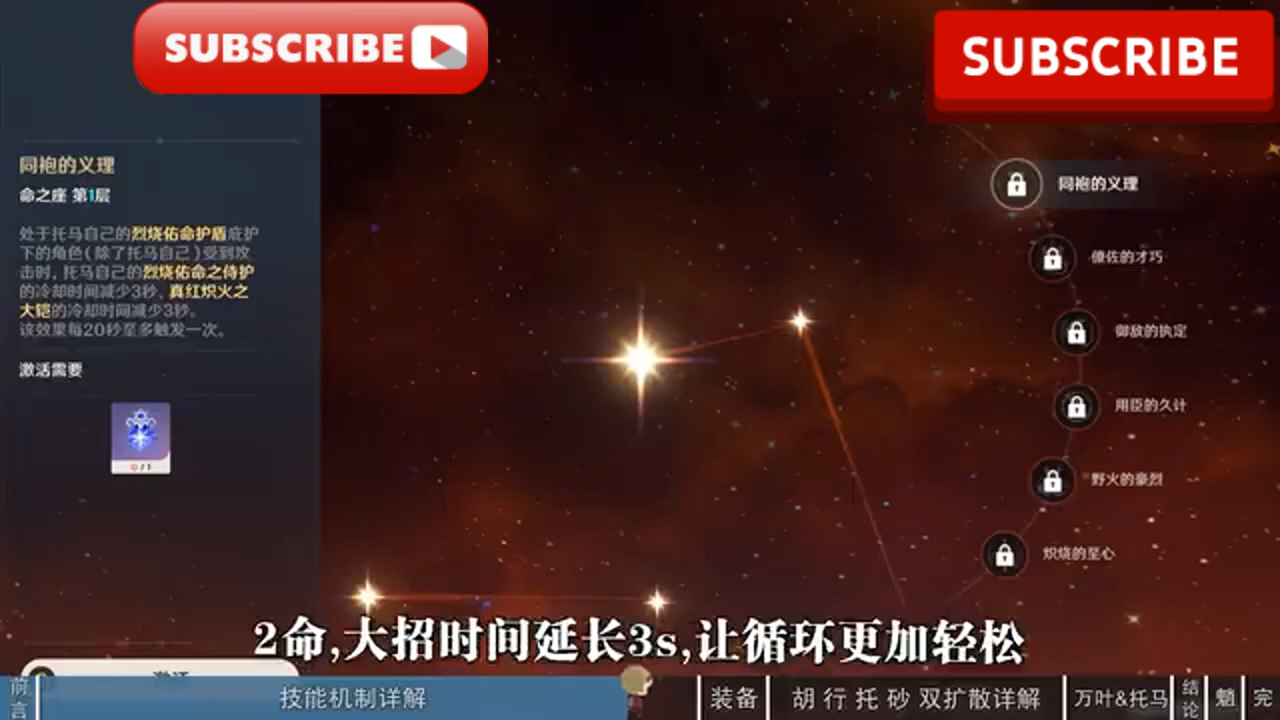 SUBSCRIBE
SUBSCRIBE
同袍的义理
命之座 第1层
处于托马自己的烈烧佑命护盾庇护
下的角色(除了托马自己)受到攻
击时,托马自己的烈烧佑命之侍护
的冷却时间减少3秒,真红炽火之
大铠的冷却时间减少3秒。
该效果每20秒至多触发一次。
激活需要
0/1
同袍的义理
僚佐的才巧
御敌的执定
用臣的久计
野火的豪烈
炽烧的至心
2命,大招时间延长3s,让循环更加轻松
前言
技能机制详解
装备
胡 行 托 砂 双扩散详解
万叶&托马
结论
魈
完